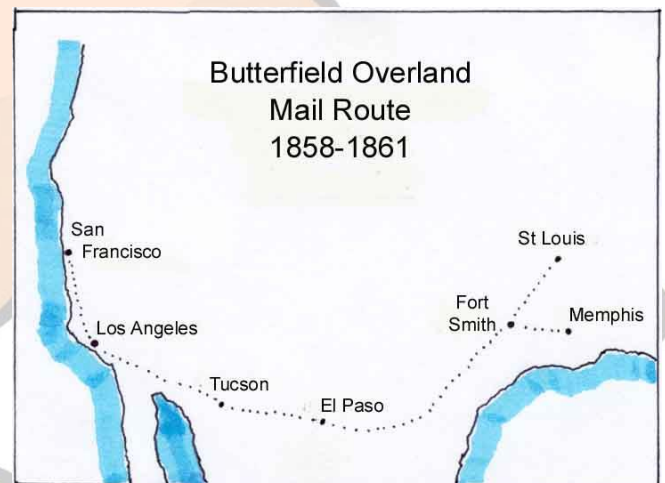 Butterfield Overland
Mail Route
1858-1861
San
Francisco
St Louis
Fort
Smith
Memphis
Los Angeles
Tucson
El Paso